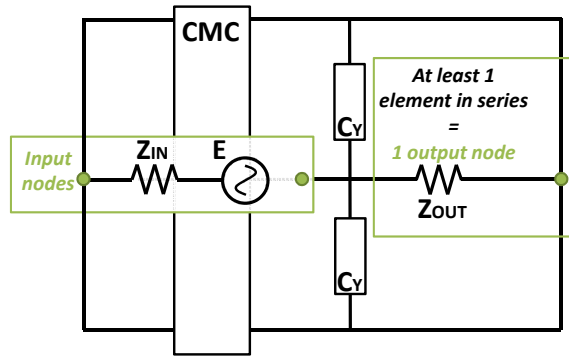 CMC
At least 1
element in series
=
1 output node
CY
Input
nodes
ZIN
E
ZOUT
CY